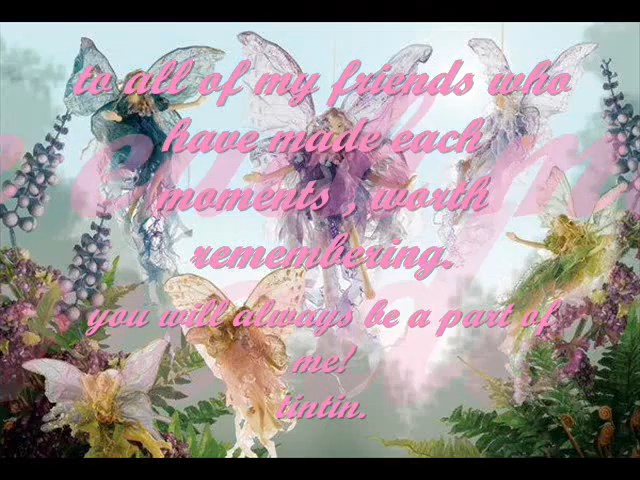 to all of my friends who
have made each
moments , worth
remembering.
you will always be a part of
me!
tintin.